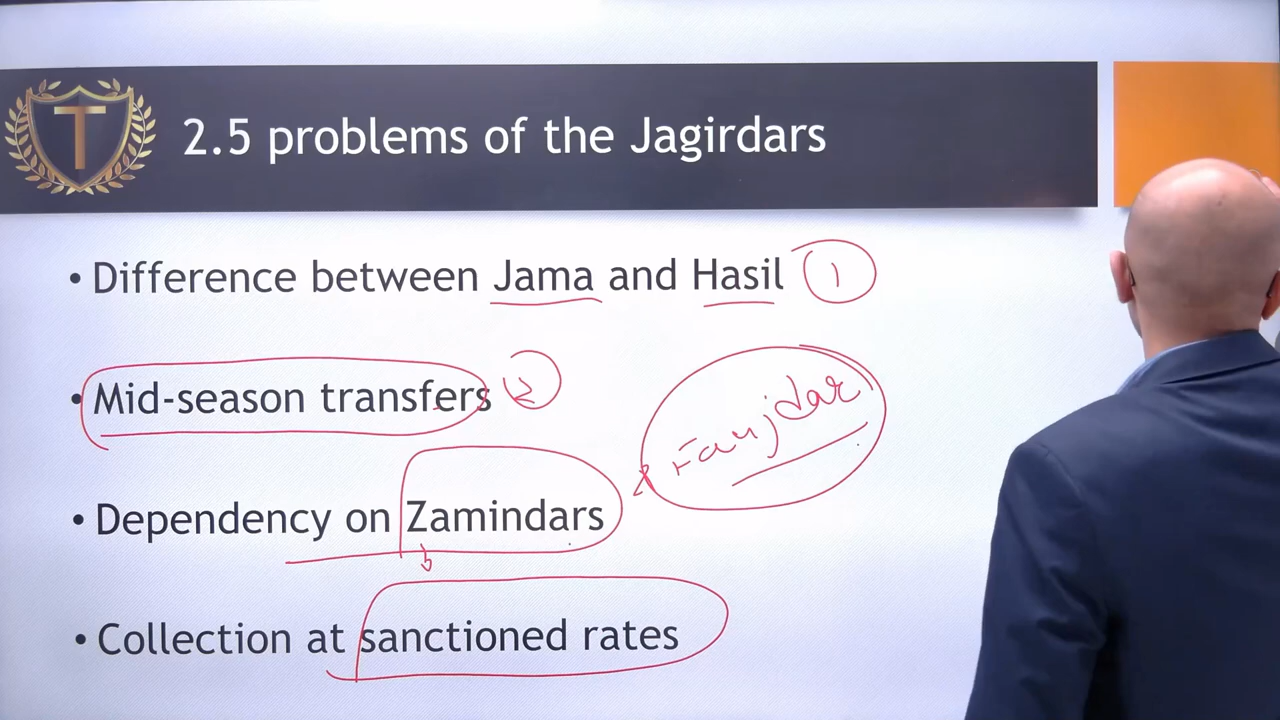 T
2.5 problems of the Jagirdars
• Difference between Jama and Hasil 1
• Mid-season transfers 2
Faujdar
• Dependency on Zamindars
• Collection at sanctioned rates